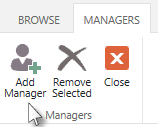 BROWSE MANAGERS
Add Remove Close
Manager Selected
Managers